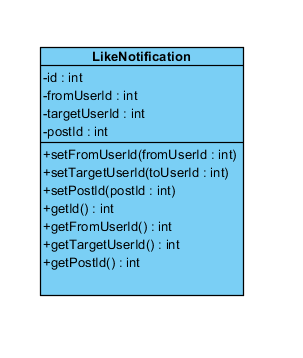 LikeNotification
-id : int
-fromUserId : int
-targetUserId : int
-postId : int
+setFromUserId(fromUserId : int)
+setTargetUserId(toUserId : int)
+setPostId(postId : int)
+getId() : int
+getFromUserId() : int
+getTargetUserId() : int
+getPostId() : int